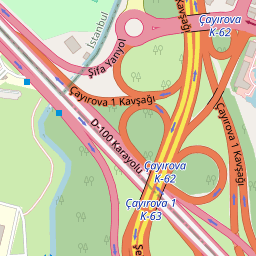 Kavşağı
Çayırova
K-62
İstanbul
Şifa Yanyol
Çayırova 1 Kavşağı
D-100 Karayolu
Çayırova 1 Kavşağı
Çayırova
K-62
Çayırova 1
K-63